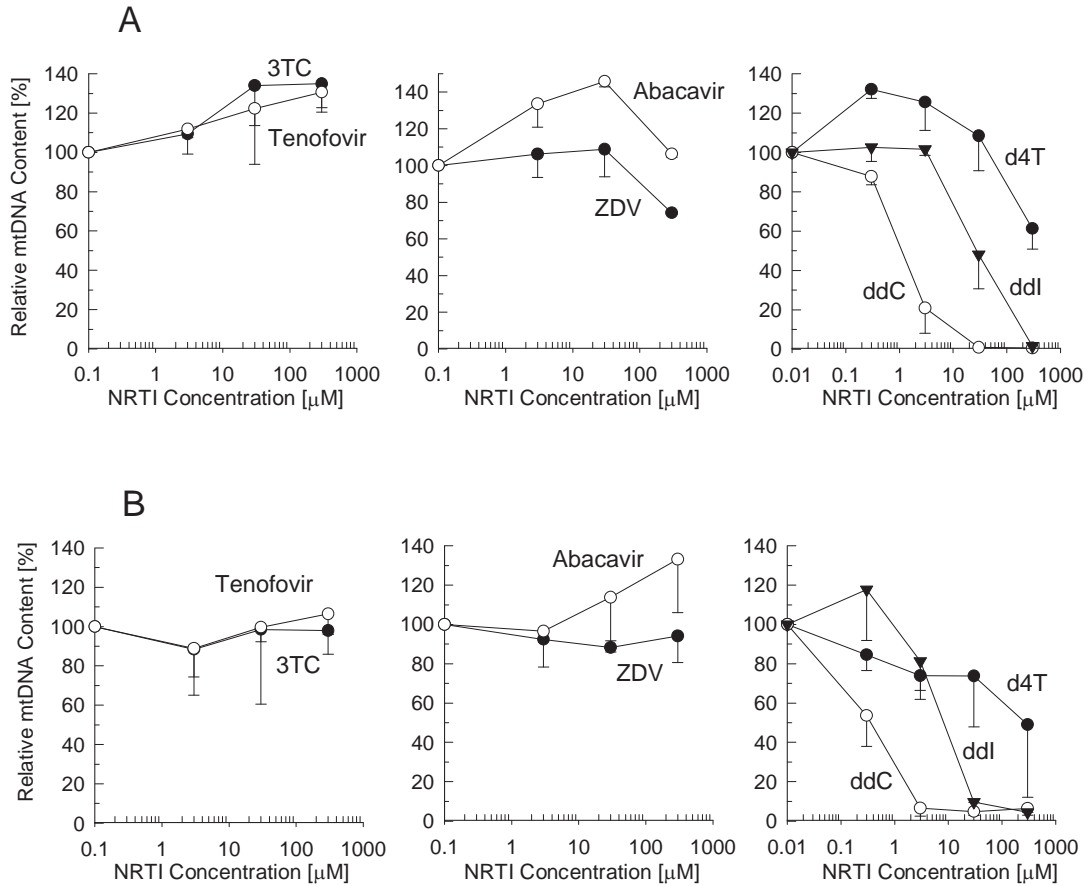 A
Relative mtDNA Content [%]
140
120
100
80
60
40
20
0
3TC
Tenofovir
0.1 1 10 100 1000
NRTI Concentration [μM]
140
120
100
80
60
40
20
0
Abacavir
ZDV
0.1 1 10 100 1000
NRTI Concentration [μM]
140
120
100
80
60
40
20
0
d4T
ddI
ddC
0.01 0.1 1 10 100 1000
NRTI Concentration [μM]
B
Relative mtDNA Content [%]
140
120
100
80
60
40
20
0
Tenofovir
3TC
0.1 1 10 100 1000
NRTI Concentration [μM]
140
120
100
80
60
40
20
0
Abacavir
ZDV
0.1 1 10 100 1000
NRTI Concentration [μM]
140
120
100
80
60
40
20
0
d4T
ddI
ddC
0.01 0.1 1 10 100 1000
NRTI Concentration [μM]